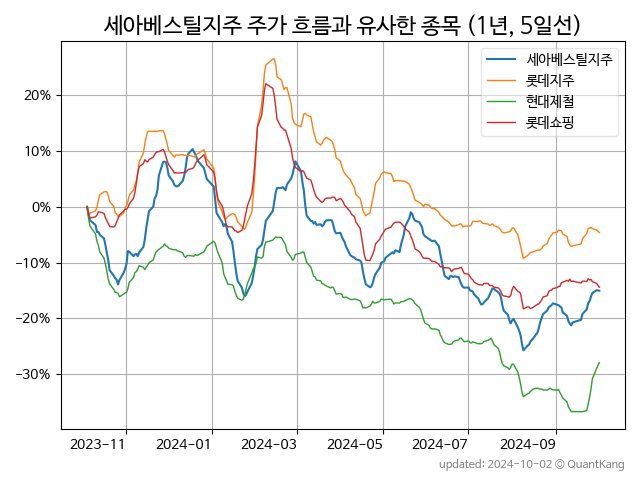 세아베스틸지주 주가 흐름과 유사한 종목 (1년, 5일선)
세아베스틸지주
롯데지주
현대제철
롯데쇼핑
20%
10%
0%
−10%
−20%
−30%
2023-11 2024-01 2024-03 2024-05 2024-07 2024-09
updated: 2024-10-02 © QuantKang